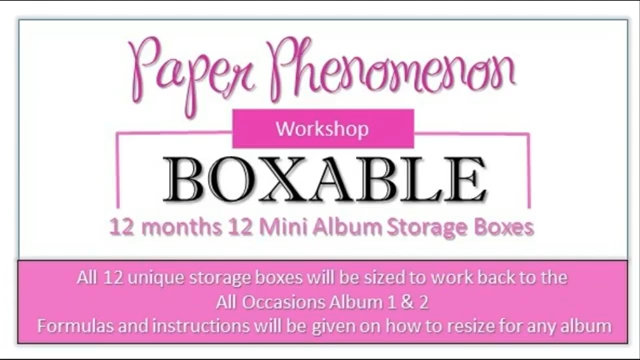 Paper Phenomenon
Workshop
BOXABLE
12 months 12 Mini Album Storage Boxes
All 12 unique storage boxes will be sized to work back to the
All Occasions Album 1 & 2
Formulas and instructions will be given on how to resize for any album